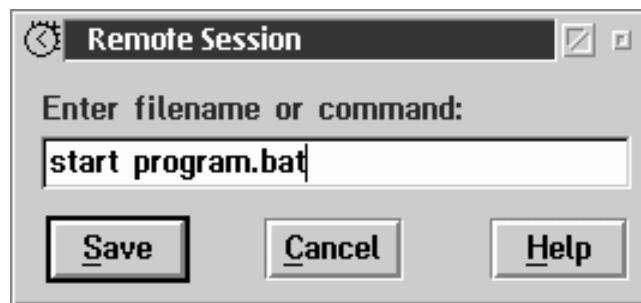 Remote Session
Enter filename or command:
start program.bat
Save Cancel Help